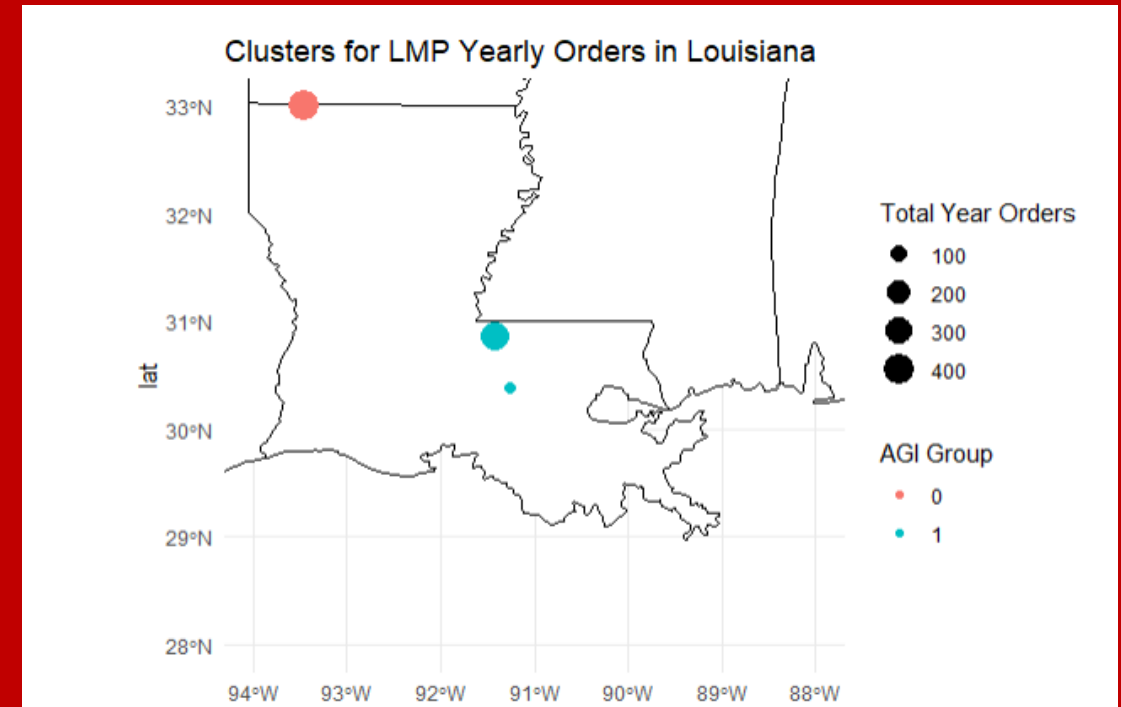 Clusters for LMP Yearly Orders in Louisiana
33°N
32°N
31°N
30°N
29°N
28°N
lat
94°W 93°W 92°W 91°W 90°W 89°W 88°W
Total Year Orders
100
200
300
400
AGI Group
0
1